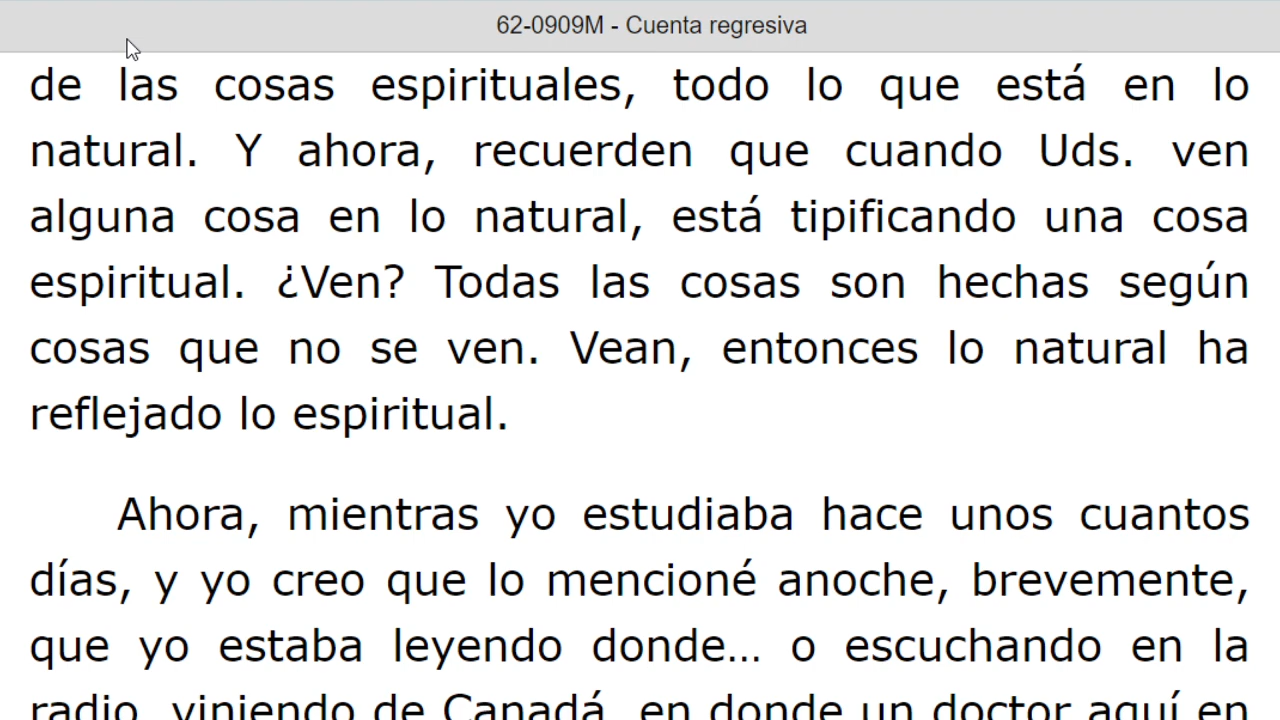 62-0909M - Cuenta regresiva
de las cosas espirituales, todo lo que está en lo
natural. Y ahora, recuerden que cuando Uds. ven
alguna cosa en lo natural, está tipificando una cosa
espiritual. ¿Ven? Todas las cosas son hechas según
cosas que no se ven. Vean, entonces lo natural ha
reflejado lo espiritual.
Ahora, mientras yo estudiaba hace unos cuantos
días, y yo creo que lo mencioné anoche, brevemente,
que yo estaba leyendo donde... o escuchando en la
radio, viniendo de Canadá, en donde un doctor aquí en